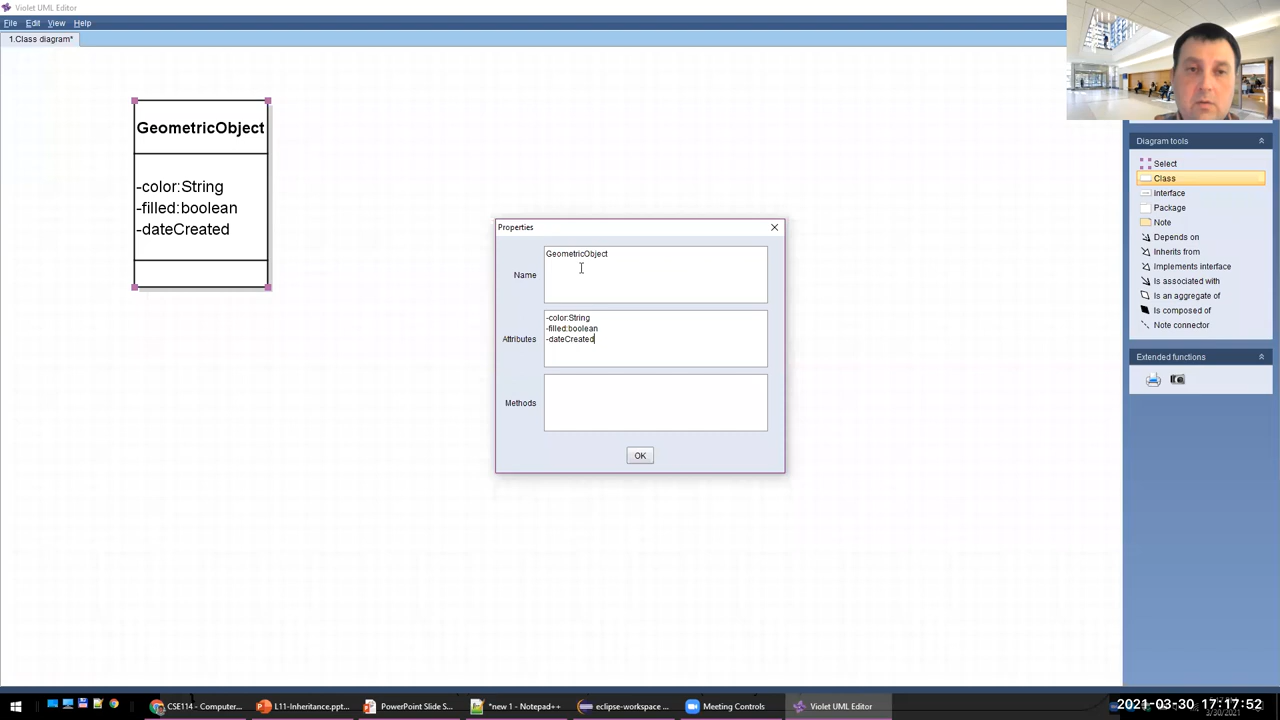 Violet UML Editor
File Edit View Help
1.Class diagram*
GeometricObject
-color:String
-filled:boolean
-dateCreated
Properties
Name
GeometricObject
Attributes
-color:String
-filled:boolean
-dateCreated
Methods
OK
Diagram tools
Select
Class
Interface
Package
Note
Depends on
Inherits from
Implements interface
Is associated with
Is an aggregate of
Is composed of
Note connector
Extended functions
CSE114 - Computer...
L11-Inheritance.ppt...
PowerPoint Slide S...
*new 1 - Notepad++
eclipse-workspace ...
Meeting Controls
Violet UML Editor
2021-03-30 17:17:52
3/30/2021